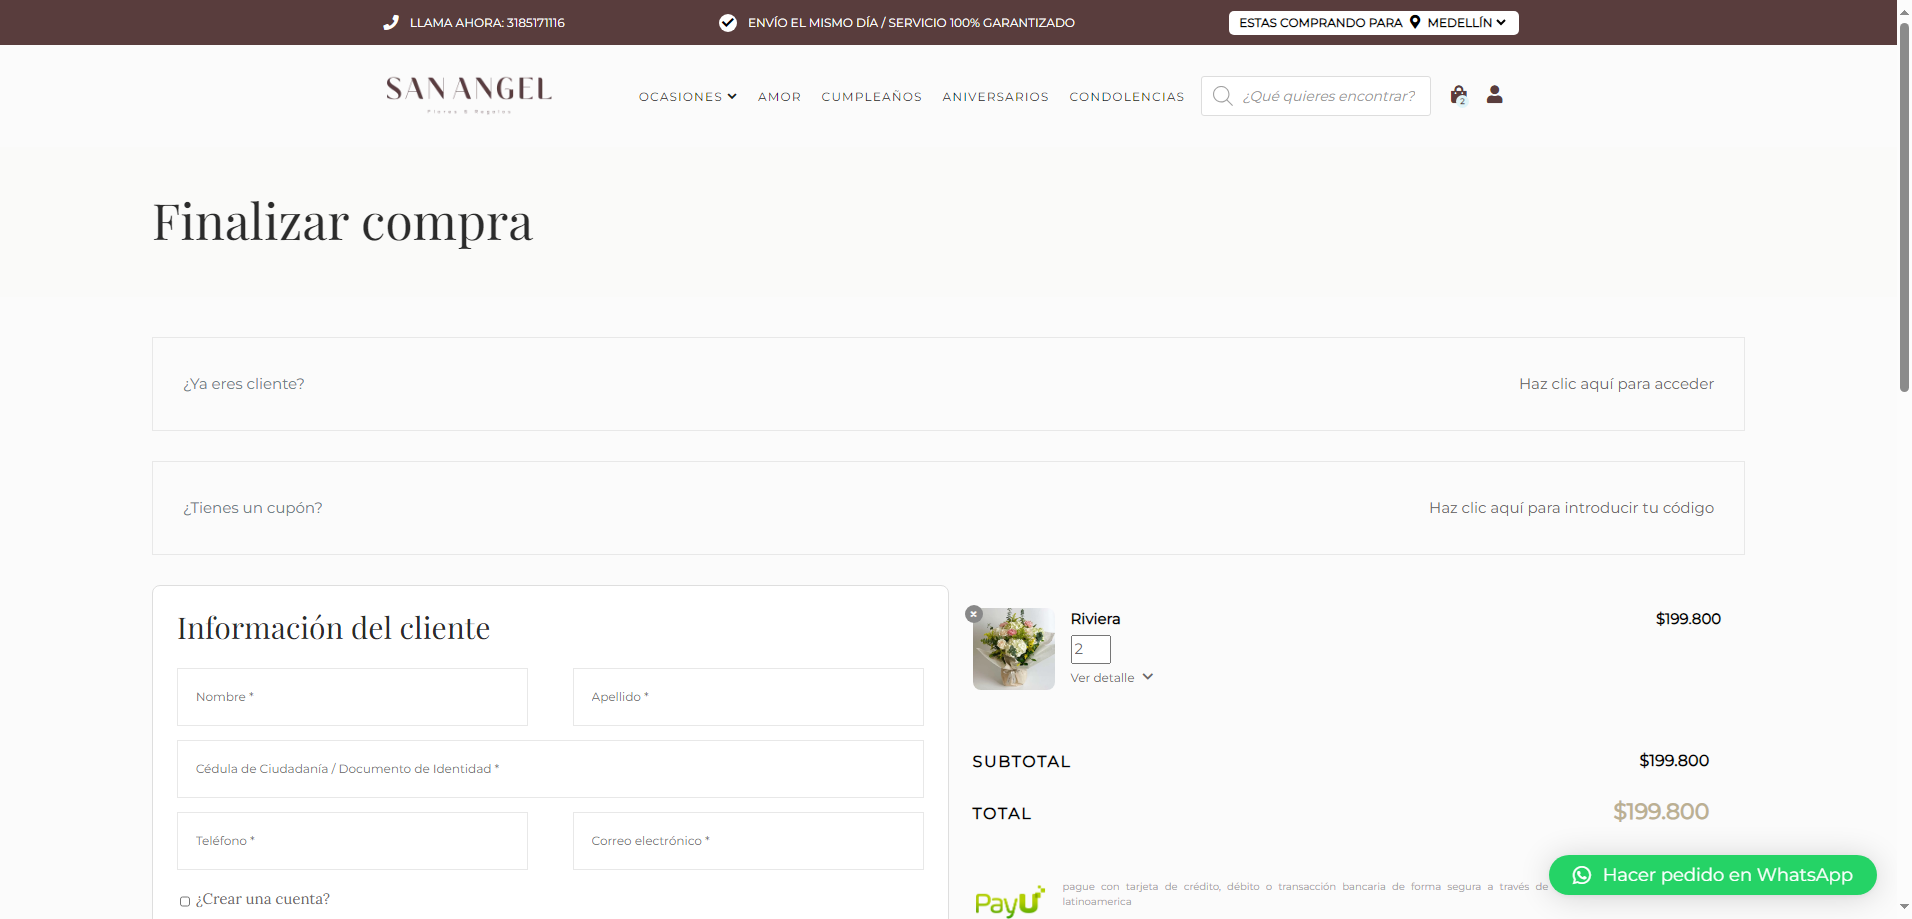 LLAMA AHORA: 3185171116
ENVÍO EL MISMO DÍA / SERVICIO 100% GARANTIZADO
ESTAS COMPRANDO PARA MEDELLÍN
SAN ANGEL
Flores & Regalos
OCASIONES AMOR CUMPLEAÑOS ANIVERSARIOS CONDOLENCIAS
¿Qué quieres encontrar?
2
Finalizar compra
¿Ya eres cliente? Haz clic aquí para acceder
¿Tienes un cupón? Haz clic aquí para introducir tu código
Información del cliente
Nombre *
Apellido *
Cédula de Ciudadanía / Documento de Identidad *
Teléfono *
Correo electrónico *
¿Crear una cuenta?
Riviera $199.800
2
Ver detalle
SUBTOTAL $199.800
TOTAL $199.800
PayU
pague con tarjeta de crédito, débito o transacción bancaria de forma segura a través de
latinoamerica
Hacer pedido en WhatsApp